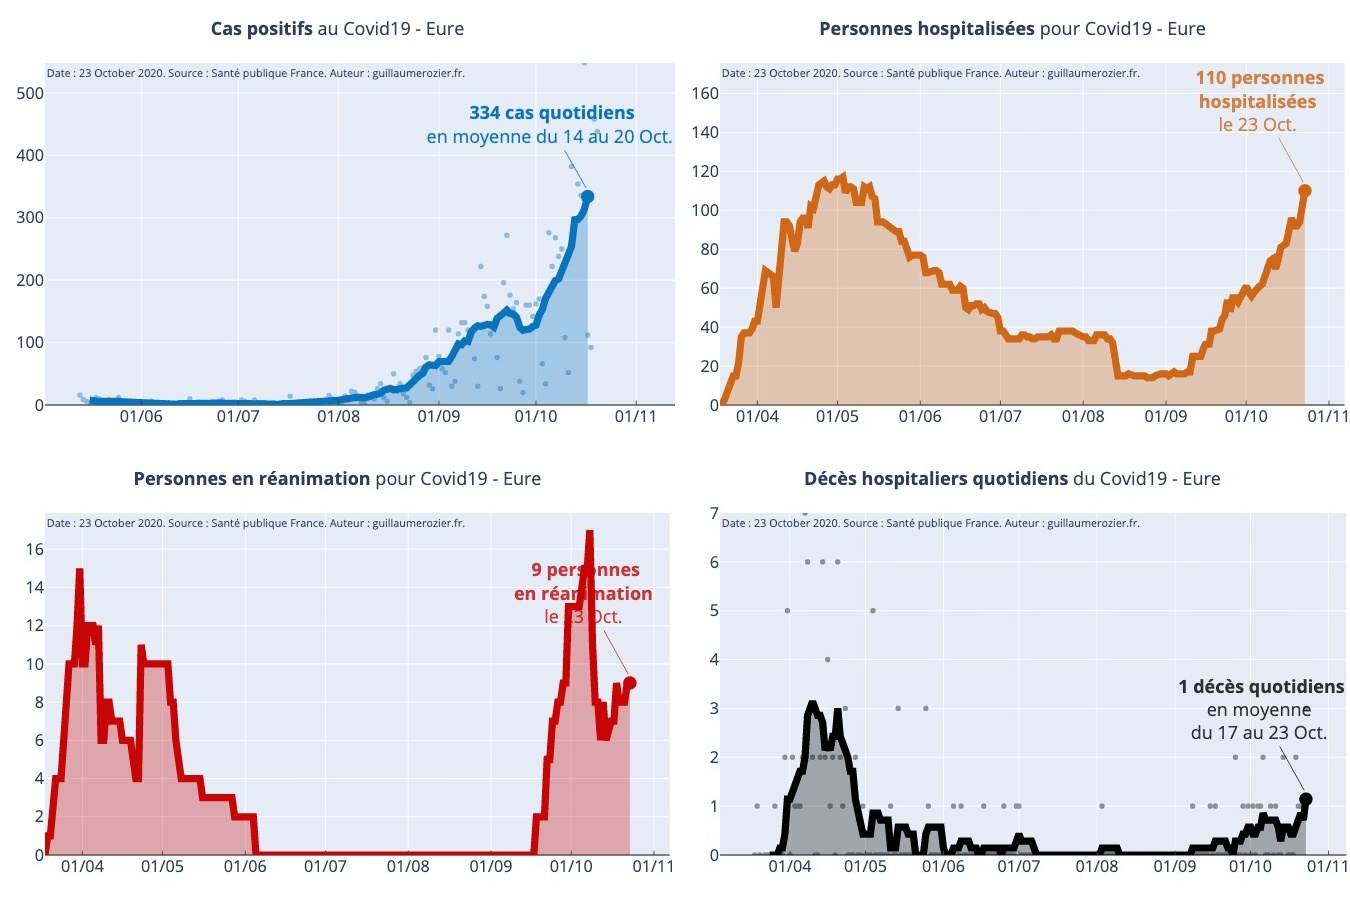 Cas positifs au Covid19 - Eure
Date : 23 October 2020. Source : Santé publique France. Auteur : guillaumerozier.fr.
500
400
300
200
100
0
334 cas quotidiens
en moyenne du 14 au 20 Oct.
01/06 01/07 01/08 01/09 01/10 01/11
Personnes hospitalisées pour Covid19 - Eure
Date : 23 October 2020. Source : Santé publique France. Auteur : guillaumerozier.fr.
160
140
120
100
80
60
40
20
0
110 personnes
hospitalisées
le 23 Oct.
01/04 01/05 01/06 01/07 01/08 01/09 01/10 01/11
Personnes en réanimation pour Covid19 - Eure
Date : 23 October 2020. Source : Santé publique France. Auteur : guillaumerozier.fr.
16
14
12
10
8
6
4
2
0
9 personnes
en réanimation
le 23 Oct.
01/04 01/05 01/06 01/07 01/08 01/09 01/10 01/11
Décès hospitaliers quotidiens du Covid19 - Eure
Date : 23 October 2020. Source : Santé publique France. Auteur : guillaumerozier.fr.
7
6
5
4
3
2
1
0
1 décès quotidiens
en moyenne
du 17 au 23 Oct.
01/04 01/05 01/06 01/07 01/08 01/09 01/10 01/11